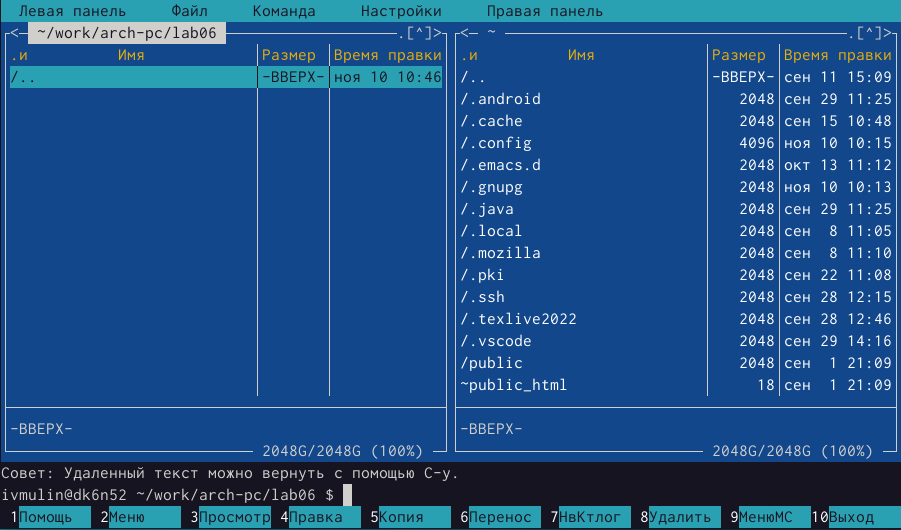 Левая панель Файл Команда Настройки Правая панель
<─ ~/work/arch-pc/lab06 ─.[^]> <─ ~ ─.[^]>
.и Имя Размер Время правки .и Имя Размер Время правки
/.. -ВВЕРХ- ноя 10 10:46 /.. -ВВЕРХ- сен 11 15:09
/.android 2048 сен 29 11:25
/.cache 2048 сен 15 10:48
/.config 4096 ноя 10 10:15
/.emacs.d 2048 окт 13 11:12
/.gnupg 2048 ноя 10 10:13
/.java 2048 сен 29 11:25
/.local 2048 сен 8 11:05
/.mozilla 2048 сен 8 11:10
/.pki 2048 сен 22 11:08
/.ssh 2048 сен 28 12:15
/.texlive2022 2048 сен 28 12:46
/.vscode 2048 сен 29 14:16
/public 2048 сен 1 21:09
~public_html 18 сен 1 21:09
-ВВЕРХ- -ВВЕРХ-
2048G/2048G (100%) 2048G/2048G (100%)
Совет: Удаленный текст можно вернуть с помощью C-y.
ivmulin@dk6n52 ~/work/arch-pc/lab06 $
1Помощь 2Меню 3Просмотр 4Правка 5Копия 6Перенос 7НвКтлог 8Удалить 9МенюМС 10Выход